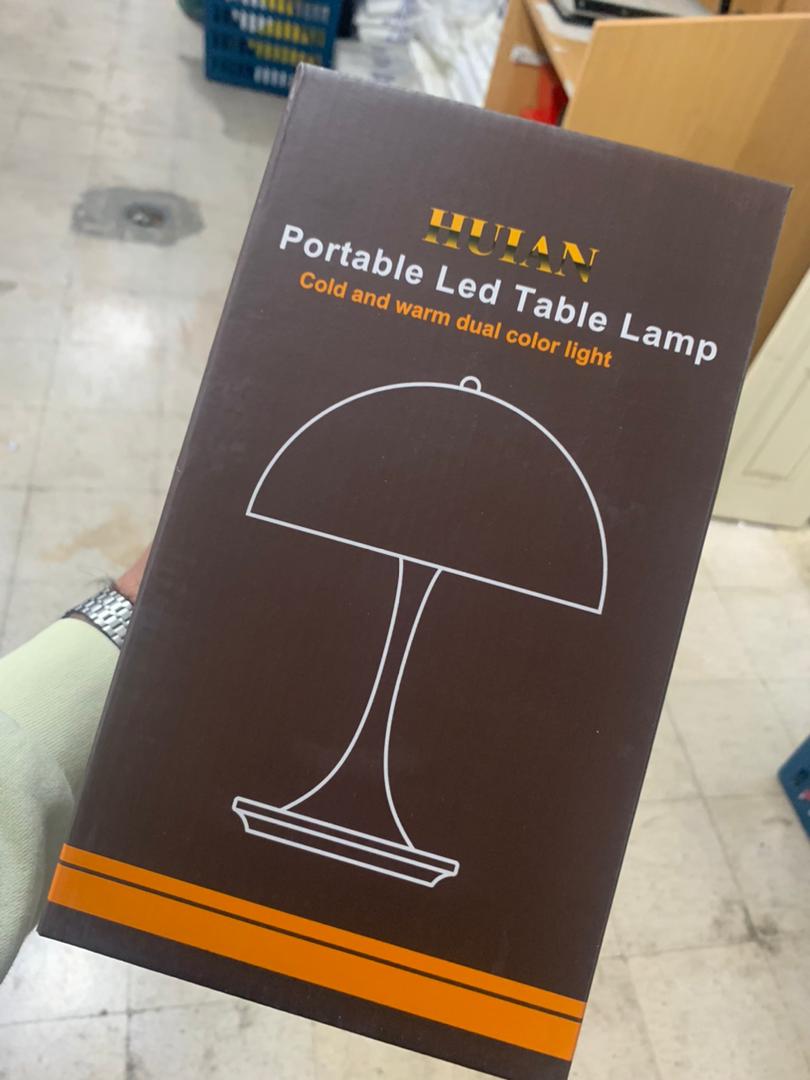 HUIAN
Portable Led Table Lamp
Cold and warm dual color light